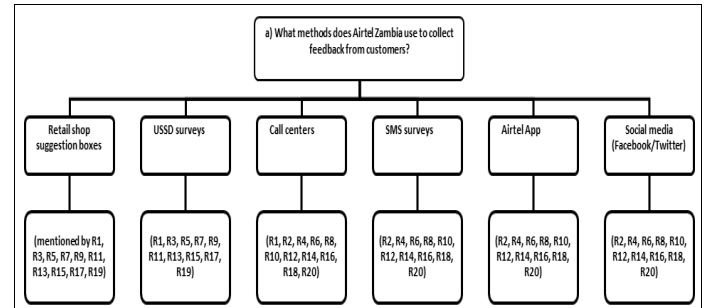 a) What methods does Airtel Zambia use to collect
feedback from customers?
Retail shop
suggestion boxes
USSD surveys
Call centers
SMS surveys
Airtel App
Social media
(Facebook/Twitter)
(mentioned by R1,
R3, R5, R7, R9, R11,
R13, R15, R17, R19)
(R1, R3, R5, R7, R9,
R11, R13, R15, R17,
R19)
(R1, R2, R4, R6, R8,
R10, R12, R14, R16,
R18, R20)
(R2, R4, R6, R8, R10,
R12, R14, R16, R18,
R20)
(R2, R4, R6, R8, R10,
R12, R14, R16, R18,
R20)
(R2, R4, R6, R8, R10,
R12, R14, R16, R18,
R20)